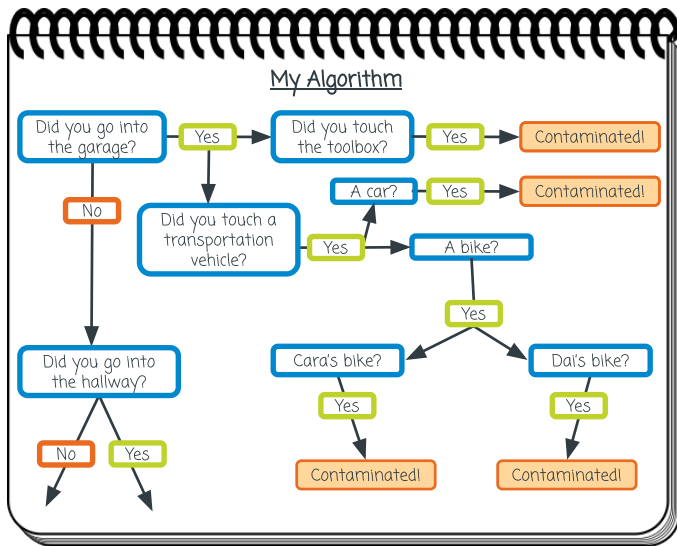 My Algorithm
Did you go into
the garage?
Yes
Did you touch
the toolbox?
Yes
Contaminated!
A car?
Yes
Contaminated!
No
Did you touch a
transportation
vehicle?
Yes
A bike?
Yes
Did you go into
the hallway?
Cara's bike?
Dai's bike?
Yes
Yes
No
Yes
Contaminated!
Contaminated!